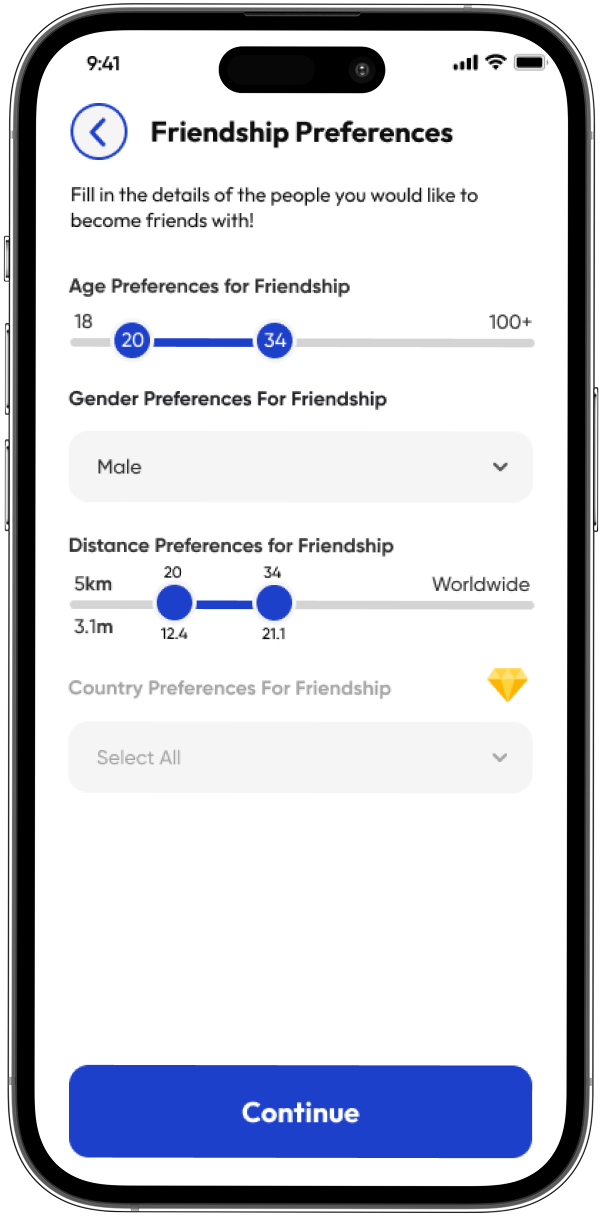 9:41
Friendship Preferences
Fill in the details of the people you would like to
become friends with!
Age Preferences for Friendship
18
100+
20
34
Gender Preferences For Friendship
Male
Distance Preferences for Friendship
20
34
5km
Worldwide
3.1m
12.4
21.1
Country Preferences For Friendship
Select All
Continue